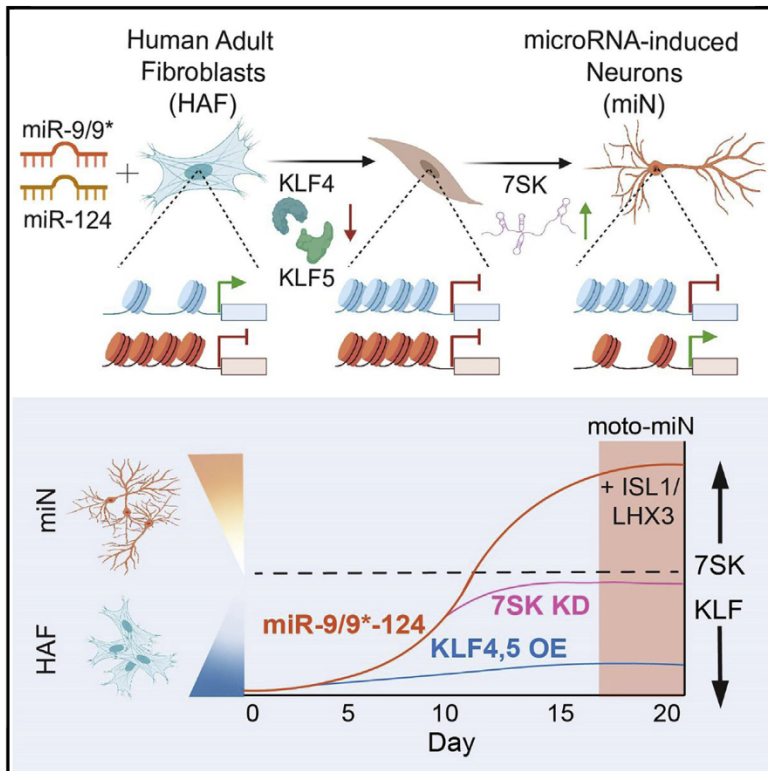 Human Adult
Fibroblasts
(HAF)
microRNA-induced
Neurons
(miN)
miR-9/9*
+
miR-124
KLF4
KLF5
7SK
moto-miN
+ ISL1/
LHX3
miN
HAF
7SK
KLF
7SK KD
miR-9/9*-124
KLF4,5 OE
0 5 10 15 20
Day